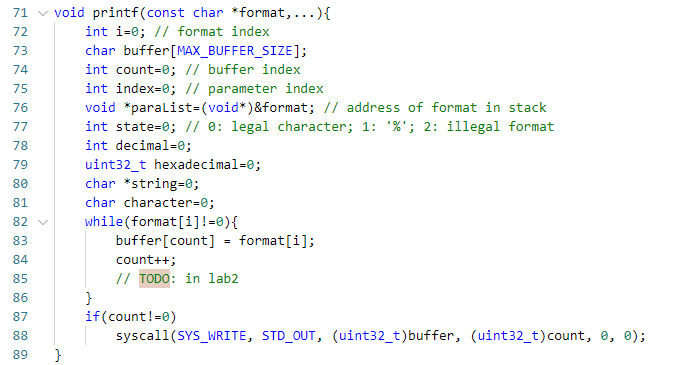 71 void printf(const char *format,...){
72     int i=0; // format index
73     char buffer[MAX_BUFFER_SIZE];
74     int count=0; // buffer index
75     int index=0; // parameter index
76     void *paraList=(void*)&format; // address of format in stack
77     int state=0; // 0: legal character; 1: '%'; 2: illegal format
78     int decimal=0;
79     uint32_t hexadecimal=0;
80     char *string=0;
81     char character=0;
82     while(format[i]!=0){
83         buffer[count] = format[i];
84         count++;
85         // TODO: in lab2
86     }
87     if(count!=0)
88         syscall(SYS_WRITE, STD_OUT, (uint32_t)buffer, (uint32_t)count, 0, 0);
89 }